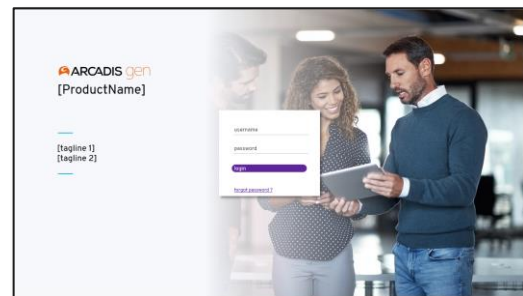 ARCADIS gen
[ProductName]
[tagline 1]
[tagline 2]
username
password
login
forgot password ?